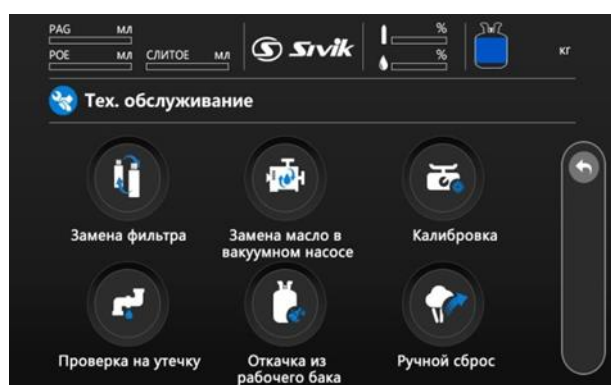 PAG мл
POE мл СЛИТОЕ мл
Sıvik
%
%
кг
Тех. обслуживание
Замена фильтра
Замена масло в
вакуумном насосе
Калибровка
Проверка на утечку
Откачка из
рабочего бака
Ручной сброс